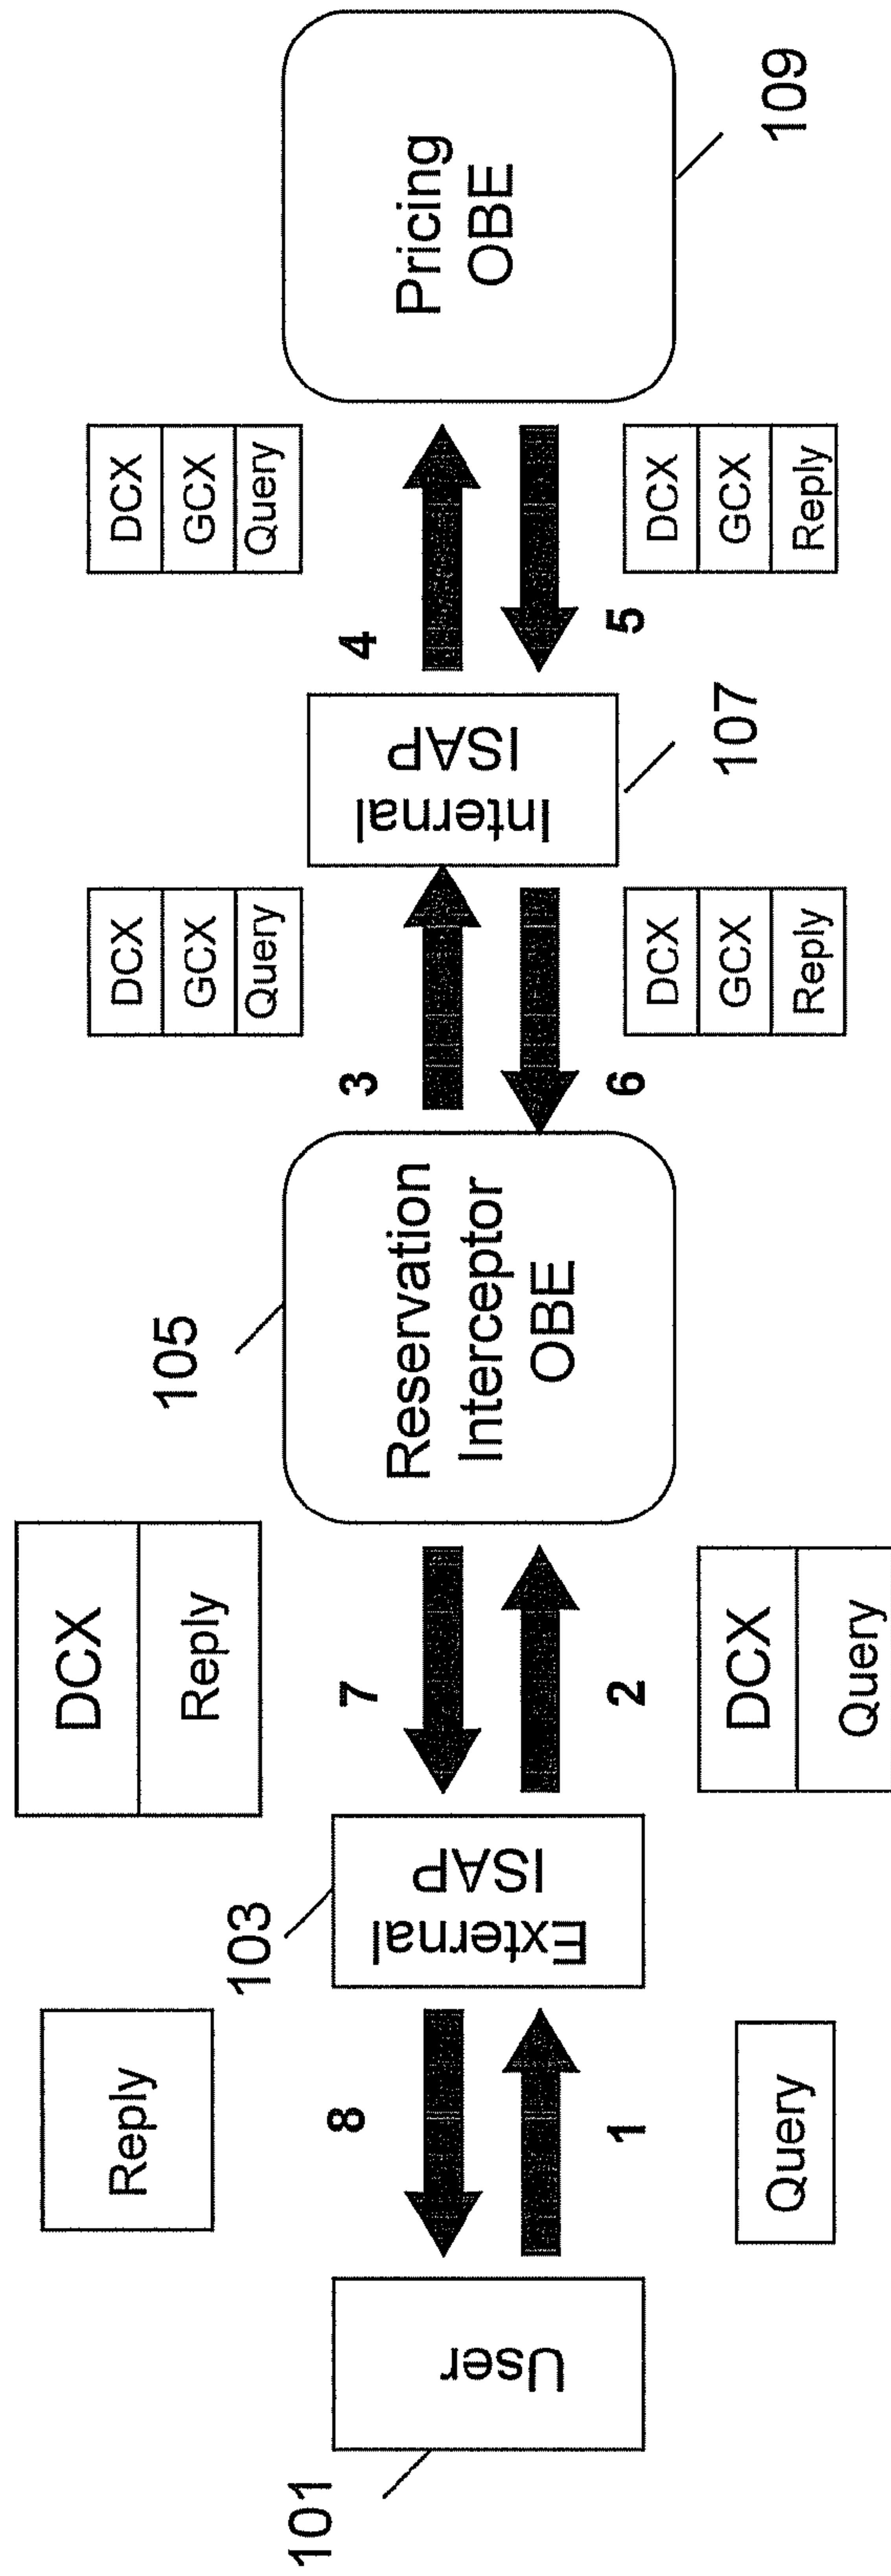 DCX
Reply
Reply
DCX
GCX
Query
DCX
GCX
Query
105
103
101
8
7
3
4
User
External
ISAP
Reservation
Interceptor
OBE
Internal
ISAP
Pricing
OBE
1
2
6
5
Query
DCX
Query
DCX
GCX
Reply
DCX
GCX
Reply
107
109